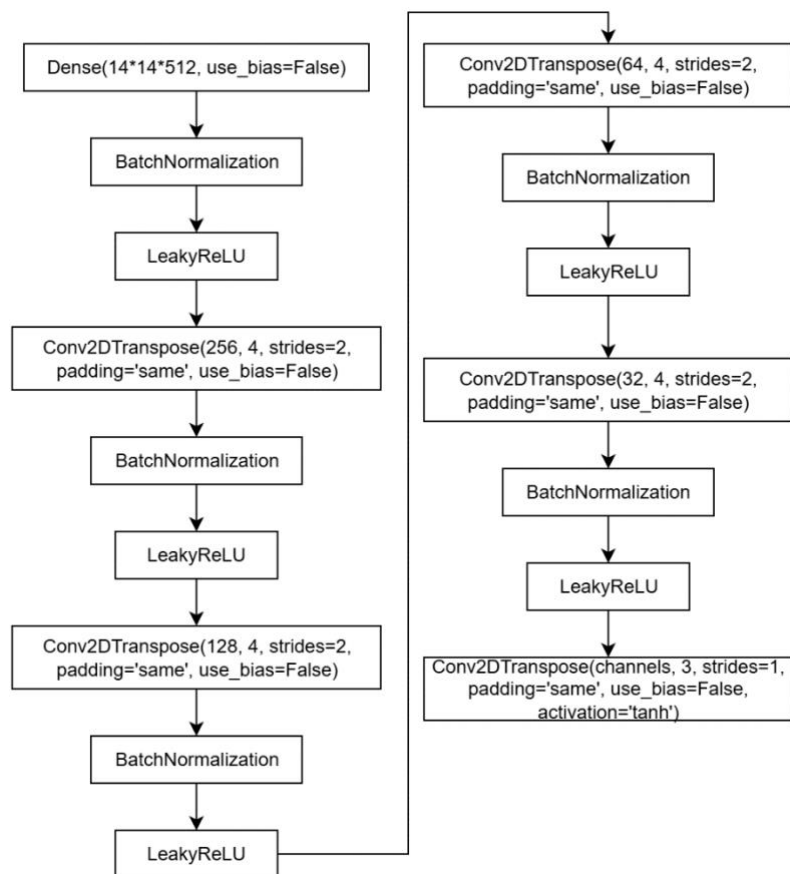 Dense(14*14*512, use_bias=False)
BatchNormalization
LeakyReLU
Conv2DTranspose(256, 4, strides=2,
padding='same', use_bias=False)
BatchNormalization
LeakyReLU
Conv2DTranspose(128, 4, strides=2,
padding='same', use_bias=False)
BatchNormalization
LeakyReLU
Conv2DTranspose(64, 4, strides=2,
padding='same', use_bias=False)
BatchNormalization
LeakyReLU
Conv2DTranspose(32, 4, strides=2,
padding='same', use_bias=False)
BatchNormalization
LeakyReLU
Conv2DTranspose(channels, 3, strides=1,
padding='same', use_bias=False,
activation='tanh')